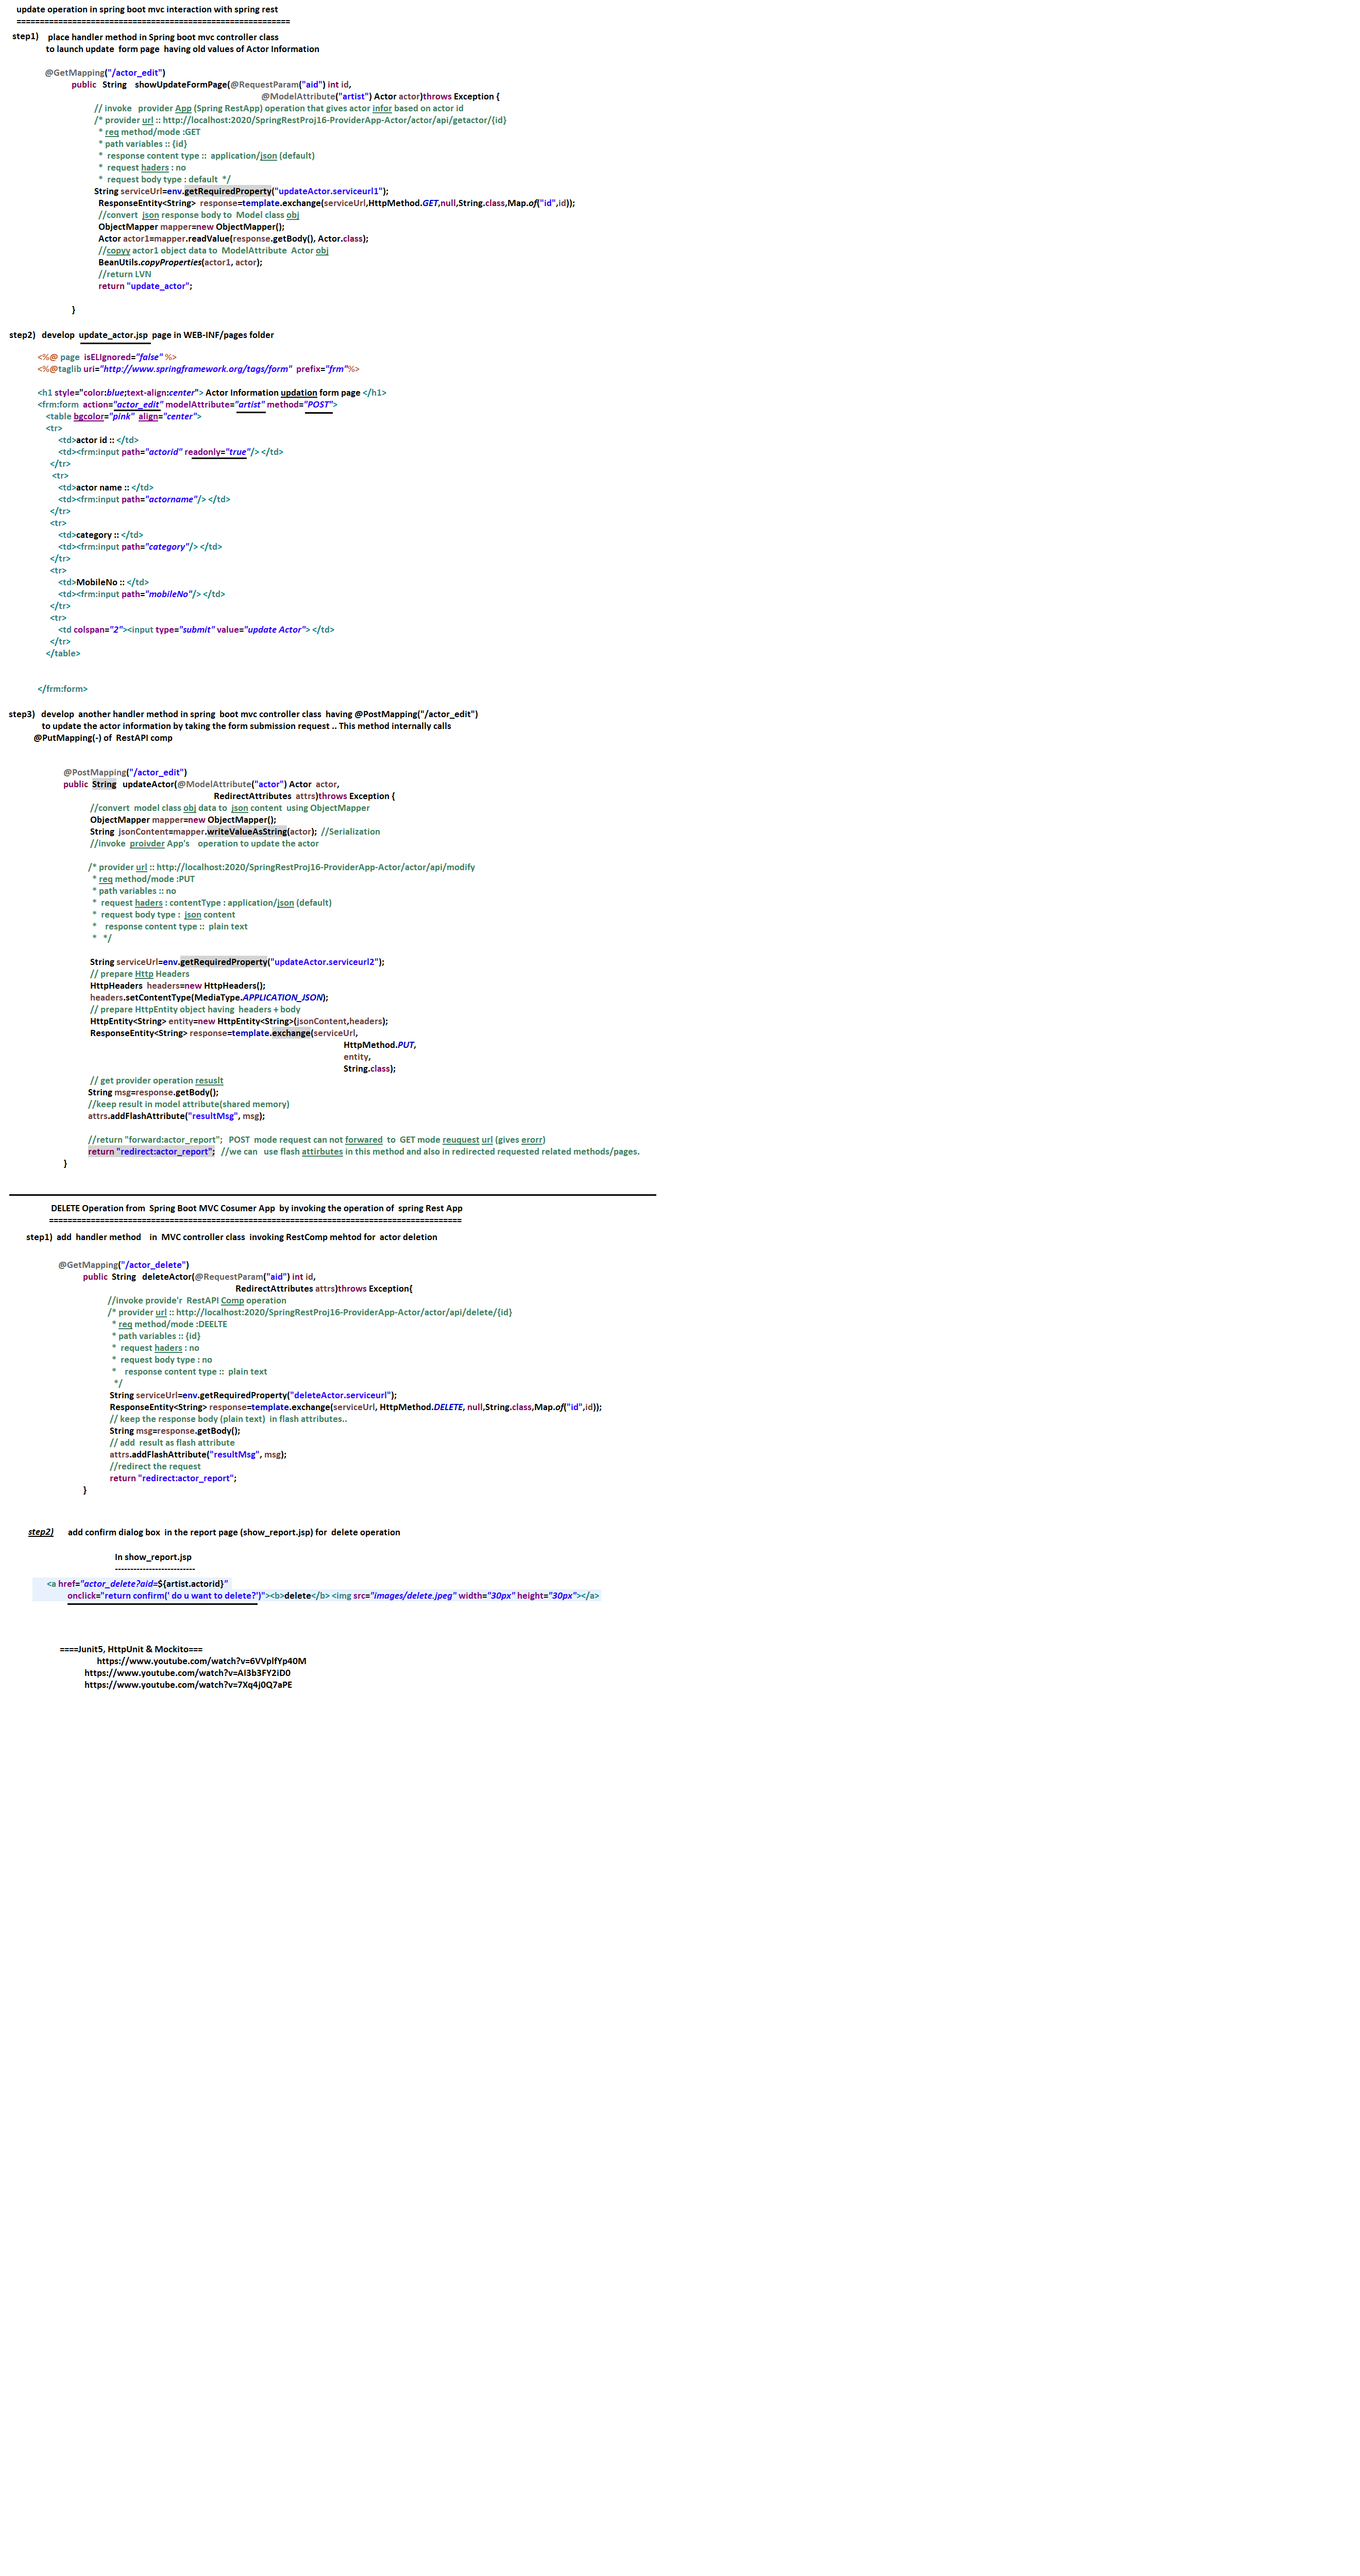 update operation in spring boot mvc interaction with spring rest
===========================================================
step1) place handler method in Spring boot mvc controller class
to launch update form page having old values of Actor Information
@GetMapping("/actor_edit")
public String showUpdateFormPage(@RequestParam("aid") int id,
@ModelAttribute("artist") Actor actor)throws Exception {
// invoke provider App (Spring RestApp) operation that gives actor infor based on actor id
/* provider url :: http://localhost:2020/SpringRestProj16-ProviderApp-Actor/actor/api/getactor/{id}
* req method/mode :GET
* path variables :: {id}
* response content type :: application/json (default)
* request haders : no
* request body type : default */
String serviceUrl=env.getRequiredProperty("updateActor.serviceurl1");
ResponseEntity<String> response=template.exchange(serviceUrl,HttpMethod.GET,null,String.class,Map.of("id",id));
//convert json response body to Model class obj
ObjectMapper mapper=new ObjectMapper();
Actor actor1=mapper.readValue(response.getBody(), Actor.class);
//copyy actor1 object data to ModelAttribute Actor obj
BeanUtils.copyProperties(actor1, actor);
//return LVN
return "update_actor";
}
step2) develop update_actor.jsp page in WEB-INF/pages folder
<%@ page isELIgnored="false" %>
<%@taglib uri="http://www.springframework.org/tags/form" prefix="frm"%>
<h1 style="color:blue;text-align:center"> Actor Information updation form page </h1>
<frm:form action="actor_edit" modelAttribute="artist" method="POST">
<table bgcolor="pink" align="center">
<tr>
<td>actor id :: </td>
<td><frm:input path="actorid" readonly="true"/> </td>
</tr>
<tr>
<td>actor name :: </td>
<td><frm:input path="actorname"/> </td>
</tr>
<tr>
<td>category :: </td>
<td><frm:input path="category"/> </td>
</tr>
<tr>
<td>MobileNo :: </td>
<td><frm:input path="mobileNo"/> </td>
</tr>
<tr>
<td colspan="2"><input type="submit" value="update Actor"> </td>
</tr>
</table>
</frm:form>
step3) develop another handler method in spring boot mvc controller class having @PostMapping("/actor_edit")
to update the actor information by taking the form submission request .. This method internally calls
@PutMapping(-) of RestAPI comp
@PostMapping("/actor_edit")
public String updateActor(@ModelAttribute("actor") Actor actor,
RedirectAttributes attrs)throws Exception {
//convert model class obj data to json content using ObjectMapper
ObjectMapper mapper=new ObjectMapper();
String jsonContent=mapper.writeValueAsString(actor); //Serialization
//invoke proivder App's operation to update the actor
/* provider url :: http://localhost:2020/SpringRestProj16-ProviderApp-Actor/actor/api/modify
* req method/mode :PUT
* path variables :: no
* request haders : contentType : application/json (default)
* request body type : json content
* response content type :: plain text
* */
String serviceUrl=env.getRequiredProperty("updateActor.serviceurl2");
// prepare Http Headers
HttpHeaders headers=new HttpHeaders();
headers.setContentType(MediaType.APPLICATION_JSON);
// prepare HttpEntity object having headers + body
HttpEntity<String> entity=new HttpEntity<String>(jsonContent,headers);
ResponseEntity<String> response=template.exchange(serviceUrl,
HttpMethod.PUT,
entity,
String.class);
// get provider operation resuslt
String msg=response.getBody();
//keep result in model attribute(shared memory)
attrs.addFlashAttribute("resultMsg", msg);
//return "forward:actor_report"; POST mode request can not forwared to GET mode reuquest url (gives erorr)
return "redirect:actor_report"; //we can use flash attirbutes in this method and also in redirected requested related methods/pages.
}
DELETE Operation from Spring Boot MVC Cosumer App by invoking the operation of spring Rest App
=========================================================================================
step1) add handler method in MVC controller class invoking RestComp mehtod for actor deletion
@GetMapping("/actor_delete")
public String deleteActor(@RequestParam("aid") int id,
RedirectAttributes attrs)throws Exception{
//invoke provide'r RestAPI Comp operation
/* provider url :: http://localhost:2020/SpringRestProj16-ProviderApp-Actor/actor/api/delete/{id}
* req method/mode :DEELTE
* path variables :: {id}
* request haders : no
* request body type : no
* response content type :: plain text
*/
String serviceUrl=env.getRequiredProperty("deleteActor.serviceurl");
ResponseEntity<String> response=template.exchange(serviceUrl, HttpMethod.DELETE, null,String.class,Map.of("id",id));
// keep the response body (plain text) in flash attributes..
String msg=response.getBody();
// add result as flash attribute
attrs.addFlashAttribute("resultMsg", msg);
//redirect the request
return "redirect:actor_report";
}
step2) add confirm dialog box in the report page (show_report.jsp) for delete operation
In show_report.jsp
--------------------------
<a href="actor_delete?aid=${artist.actorid}"
onclick="return confirm(' do u want to delete?')"><b>delete</b> <img src="images/delete.jpeg" width="30px" height="30px"></a>
====Junit5, HttpUnit & Mockito===
https://www.youtube.com/watch?v=6VVplfYp40M
https://www.youtube.com/watch?v=Al3b3FY2iD0
https://www.youtube.com/watch?v=7Xq4j0Q7aPE